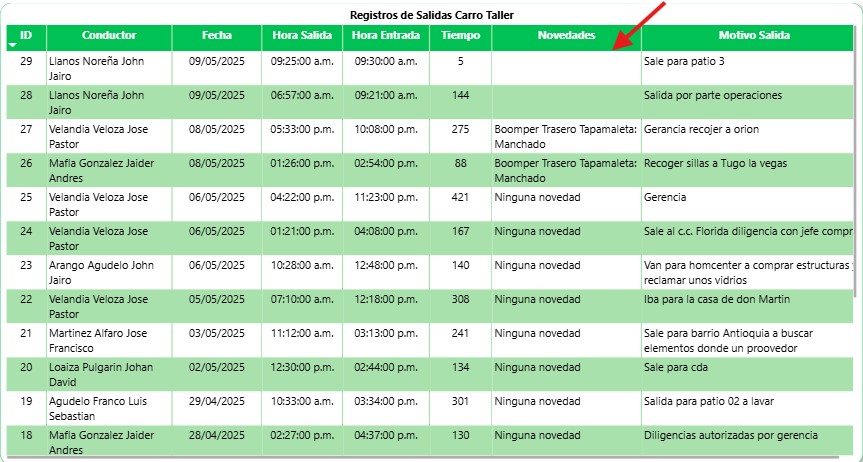 Registros de Salidas Carro Taller
ID Conductor Fecha Hora Salida Hora Entrada Tiempo Novedades Motivo Salida
29 Llanos Noreña John Jairo 09/05/2025 09:25:00 a.m. 09:30:00 a.m. 5 Sale para patio 3
28 Llanos Noreña John Jairo 09/05/2025 06:57:00 a.m. 09:21:00 a.m. 144 Salida por parte operaciones
27 Velandia Veloza Jose Pastor 08/05/2025 05:33:00 p.m. 10:08:00 p.m. 275 Boomper Trasero Tapamaleta: Manchado Gerancia recojer a orion
26 Mafla Gonzalez Jaider Andres 08/05/2025 01:26:00 p.m. 02:54:00 p.m. 88 Boomper Trasero Tapamaleta: Manchado Recoger sillas a Tugo la vegas
25 Velandia Veloza Jose Pastor 06/05/2025 04:22:00 p.m. 11:23:00 p.m. 421 Ninguna novedad Gerencia
24 Velandia Veloza Jose Pastor 06/05/2025 01:21:00 p.m. 04:08:00 p.m. 167 Ninguna novedad Sale al c.c. Florida diligencia con jefe compr
23 Arango Agudelo John Jairo 06/05/2025 10:28:00 a.m. 12:48:00 p.m. 140 Ninguna novedad Van para homcenter a comprar estructuras y reclamar unos vidrios
22 Velandia Veloza Jose Pastor 05/05/2025 07:10:00 a.m. 12:18:00 p.m. 308 Ninguna novedad Iba para la casa de don Martin
21 Martinez Alfaro Jose Francisco 03/05/2025 11:12:00 a.m. 03:13:00 p.m. 241 Ninguna novedad Sale para barrio Antioquia a buscar elementos donde un proovedor
20 Loaiza Pulgarin Johan David 02/05/2025 12:30:00 p.m. 02:44:00 p.m. 134 Ninguna novedad Sale para cda
19 Agudelo Franco Luis Sebastian 29/04/2025 10:33:00 a.m. 03:34:00 p.m. 301 Ninguna novedad Salida para patio 02 a lavar
18 Mafla Gonzalez Jaider Andres 28/04/2025 02:27:00 p.m. 04:37:00 p.m. 130 Ninguna novedad Diligencias autorizadas por gerencia